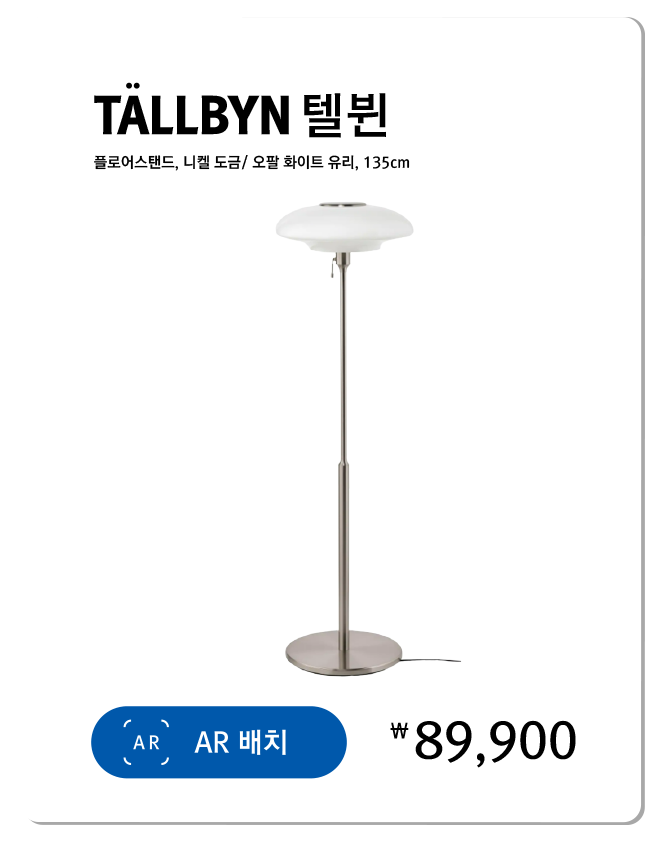 TÄLLBYN 텔뷘
플로어스탠드, 니켈 도금/ 오팔 화이트 유리, 135cm
AR AR 배치 ₩89,900